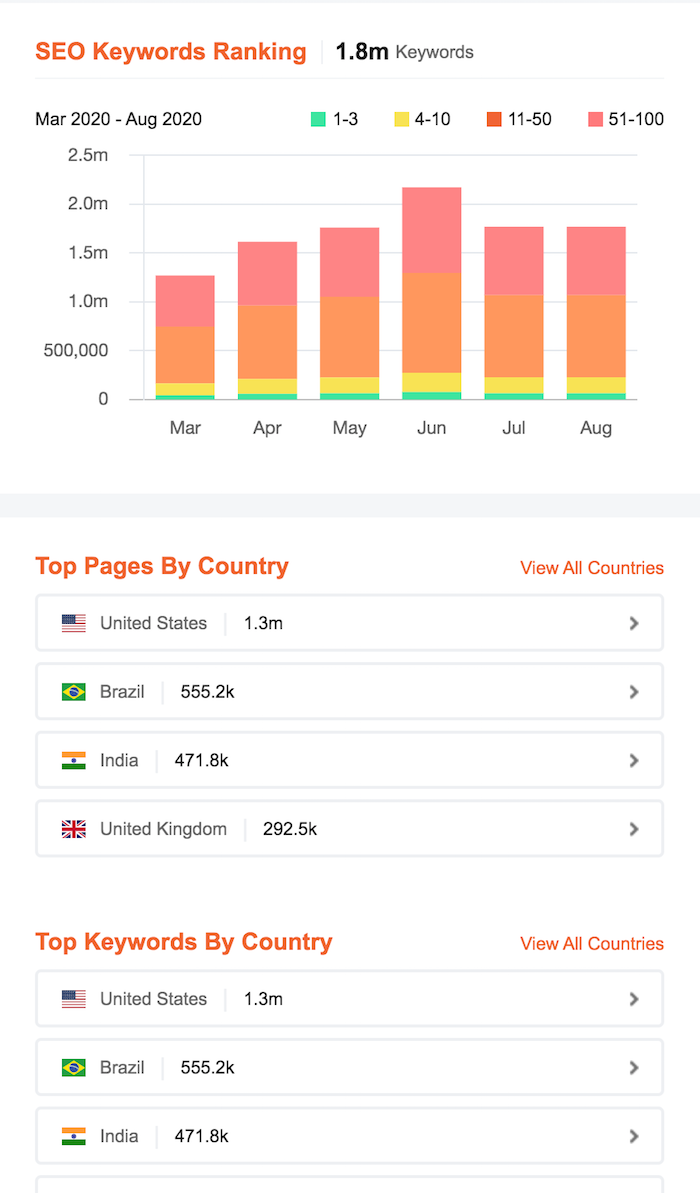 SEO Keywords Ranking 1.8m Keywords
Mar 2020 - Aug 2020 1-3 4-10 11-50 51-100
2.5m
2.0m
1.5m
1.0m
500,000
0
Mar Apr May Jun Jul Aug
Top Pages By Country View All Countries
United States 1.3m
Brazil 555.2k
India 471.8k
United Kingdom 292.5k
Top Keywords By Country View All Countries
United States 1.3m
Brazil 555.2k
India 471.8k